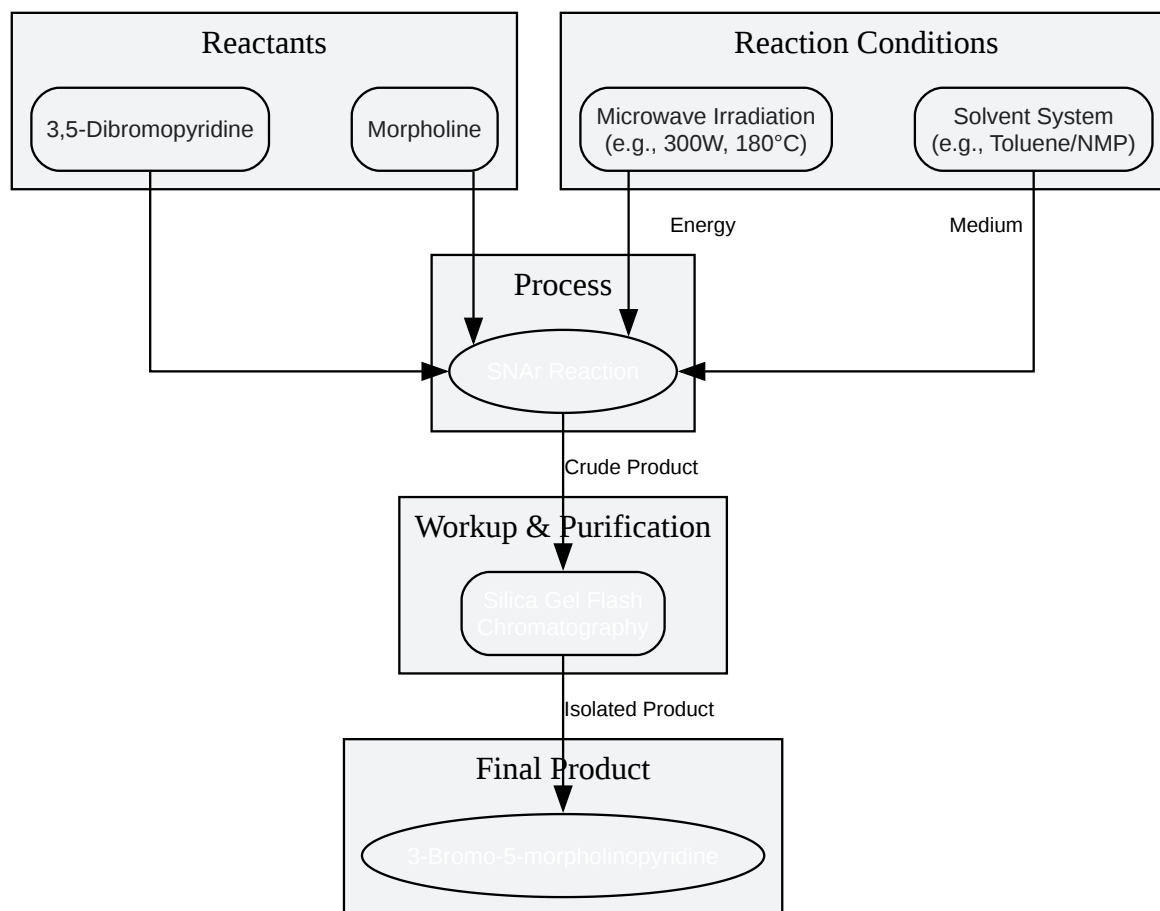 Reactants
Reaction Conditions
3,5-Dibromopyridine
Morpholine
Microwave Irradiation
(e.g., 300W, 180°C)
Solvent System
(e.g., Toluene/NMP)
Energy
Medium
Process
SNAr Reaction
Crude Product
Workup & Purification
Silica Gel Flash
Chromatography
Isolated Product
Final Product
3-Bromo-5-morpholinopyridine